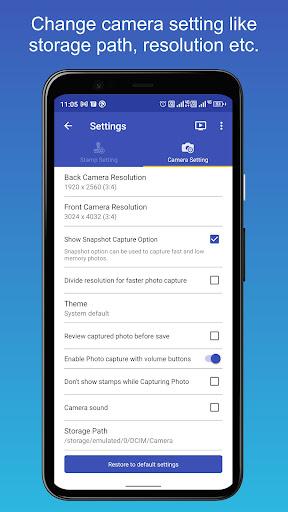 Change camera setting like
storage path, resolution etc.
11:05
Settings
Stamp Setting
Camera Setting
Back Camera Resolution
1920 x 2560 (3:4)
Front Camera Resolution
3024 x 4032 (3:4)
Show Snapshot Capture Option
Snapshot option can be used to capture fast and low
memory photos.
Divide resolution for faster photo capture
Theme
System default
Review captured photo before save
Enable Photo capture with volume buttons
Don't show stamps while Capturing Photo
Camera sound
Storage Path
/storage/emulated/0/DCIM/Camera
Restore to default settings